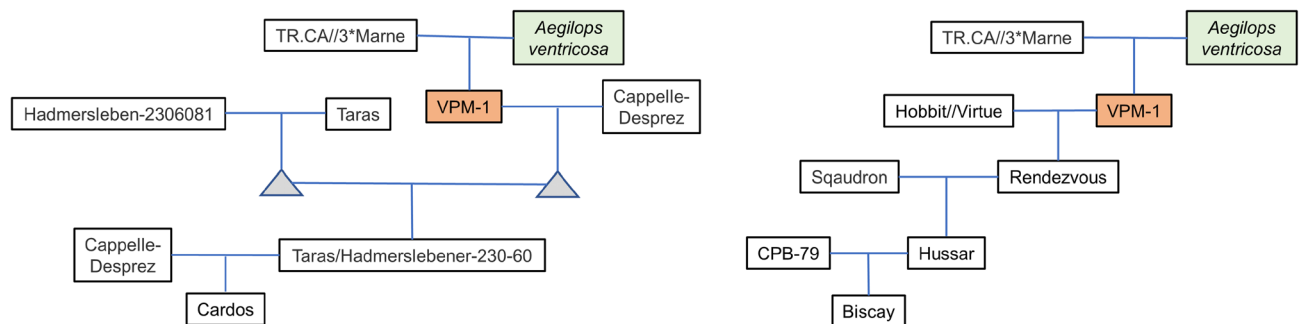 TR.CA//3*Marne
Aegilops
ventricosa
Hadmersleben-2306081
Taras
VPM-1
Cappelle-
Desprez
Cappelle-
Desprez
Taras/Hadmerslebener-230-60
Cardos
TR.CA//3*Marne
Aegilops
ventricosa
Hobbit//Virtue
VPM-1
Sqaudron
Rendezvous
CPB-79
Hussar
Biscay